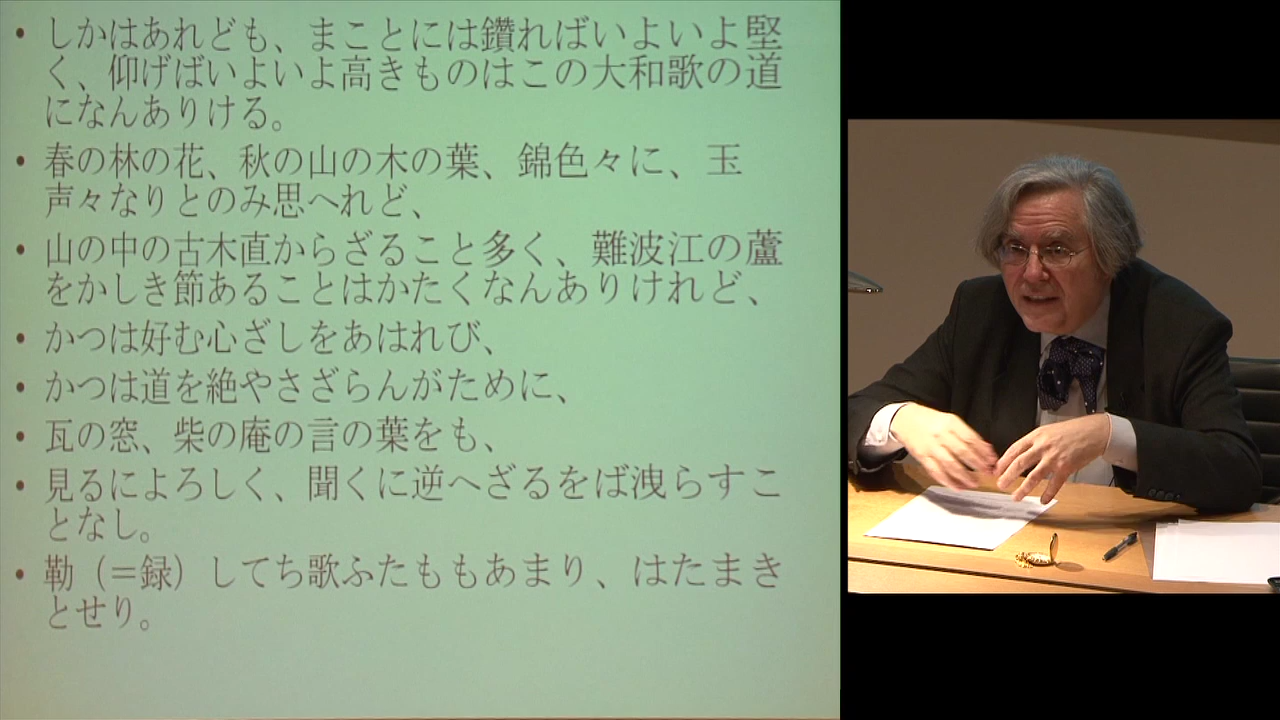 • しかはあれども、まことには鑽ればいよいよ堅
く、仰げばいよいよ高きものはこの大和歌の道
になんありける。
• 春の林の花、秋の山の木の葉、錦色々に、玉
声々なりとのみ思へれど、
• 山の中の古木直からざること多く、難波江の蘆
をかしき節あることはかたくなんありけれど、
• かつは好む心ざしをあはれび、
• かつは道を絶やさざらんがために、
• 瓦の窓、柴の庵の言の葉をも、
• 見るによろしく、聞くに逆へざるをば洩らすこ
となし。
• 勒（=録）してち歌ふたももあまり、はたまき
とせり。